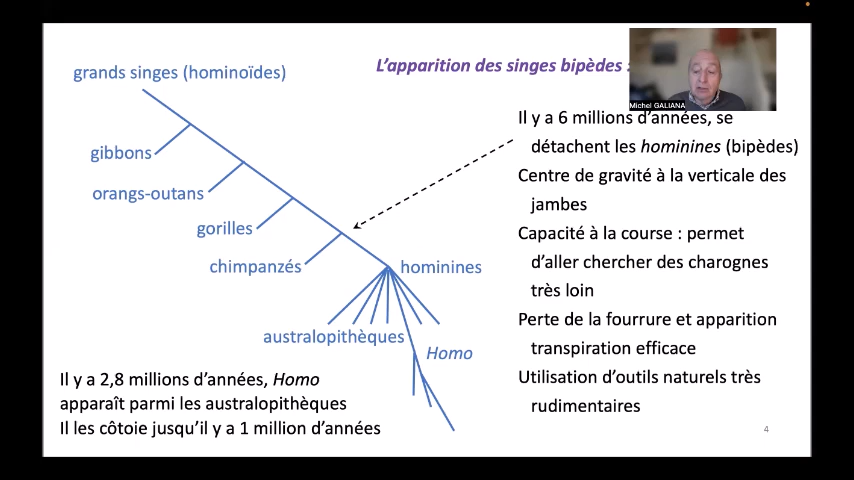 grands singes (hominoïdes)
L'apparition des singes bipèdes :
Michel GALIANA
Il y a 6 millions d'années, se
détachent les hominines (bipèdes)
gibbons
Centre de gravité à la verticale des
jambes
orangs-outans
gorilles
Capacité à la course : permet
d'aller chercher des charognes
très loin
chimpanzés
hominines
Perte de la fourrure et apparition
transpiration efficace
australopithèques
Homo
Utilisation d'outils naturels très
rudimentaires
Il y a 2,8 millions d'années, Homo
apparaît parmi les australopithèques
Il les côtoie jusqu'il y a 1 million d'années
4